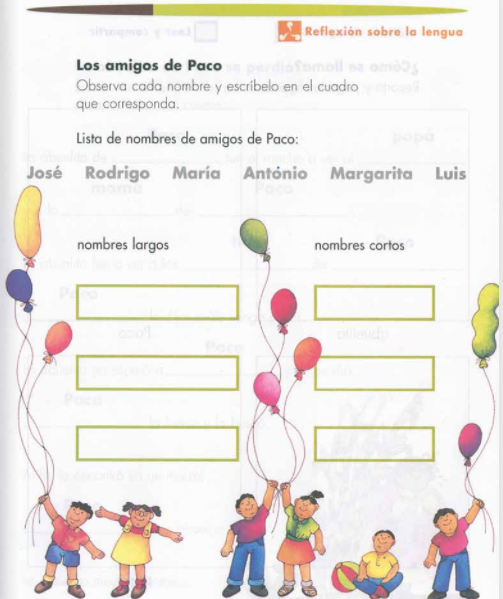 Reflexión sobre la lengua
Los amigos de Paco
Observa cada nombre y escríbelo en el cuadro
que corresponda.
Lista de nombres de amigos de Paco:
José Rodrigo María António Margarita Luis
nombres largos nombres cortos